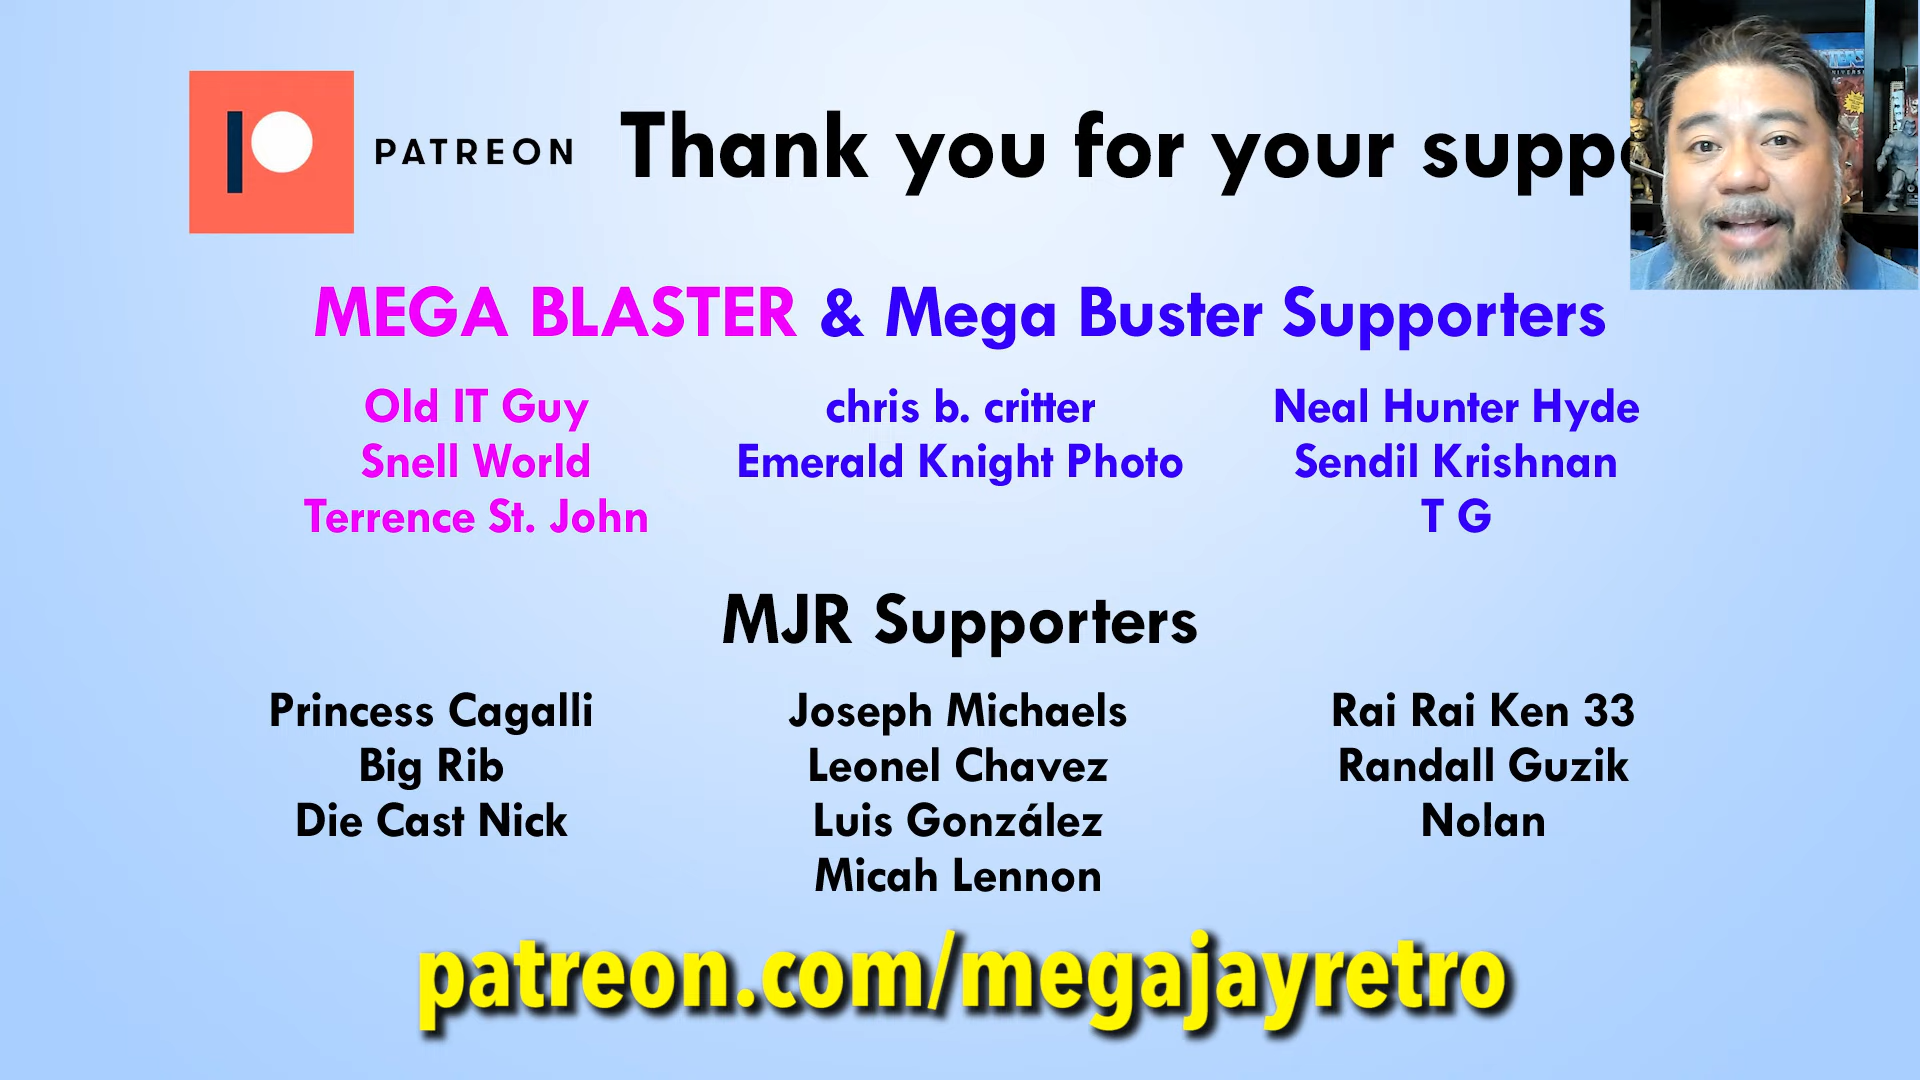 PATREON Thank you for your suppo
MEGA BLASTER & Mega Buster Supporters
Old IT Guy
Snell World
Terrence St. John
chris b. critter
Emerald Knight Photo
Neal Hunter Hyde
Sendil Krishnan
T G
MJR Supporters
Princess Cagalli
Big Rib
Die Cast Nick
Joseph Michaels
Leonel Chavez
Luis González
Micah Lennon
Rai Rai Ken 33
Randall Guzik
Nolan
patreon.com/megajayretro